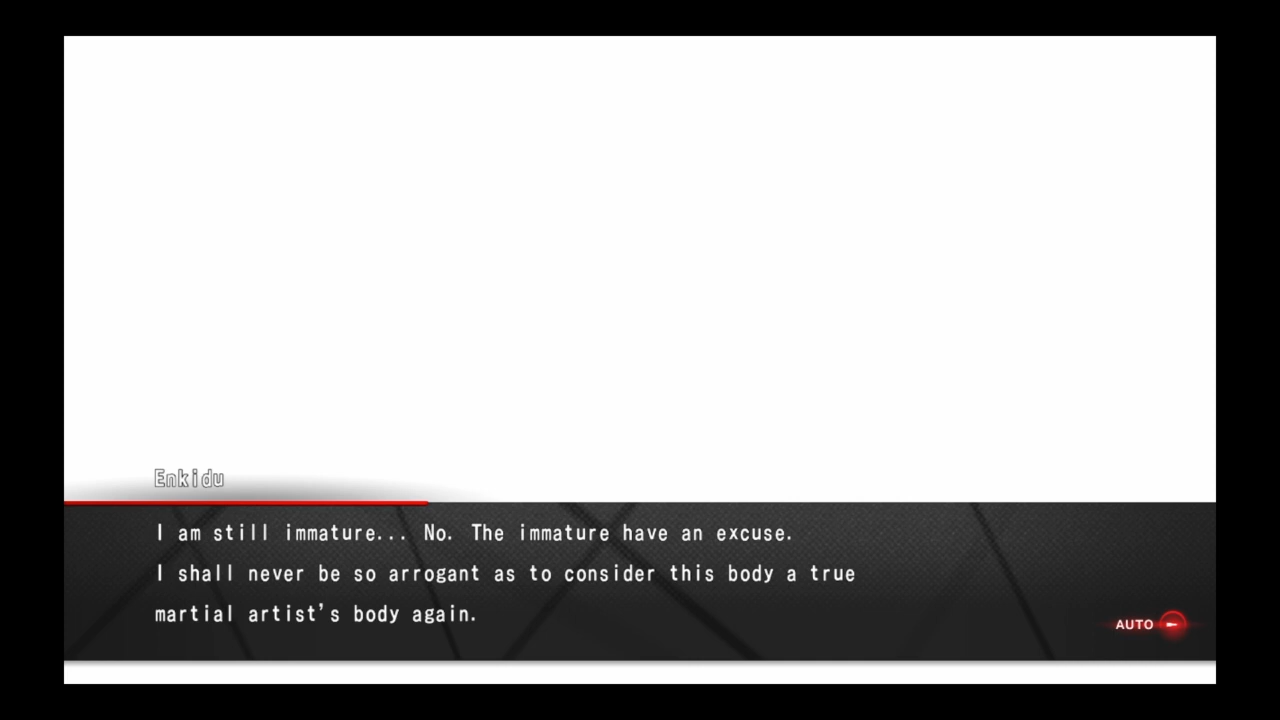 Enkidu
I am still immature... No. The immature have an excuse.
I shall never be so arrogant as to consider this body a true
martial artist's body again.
AUTO